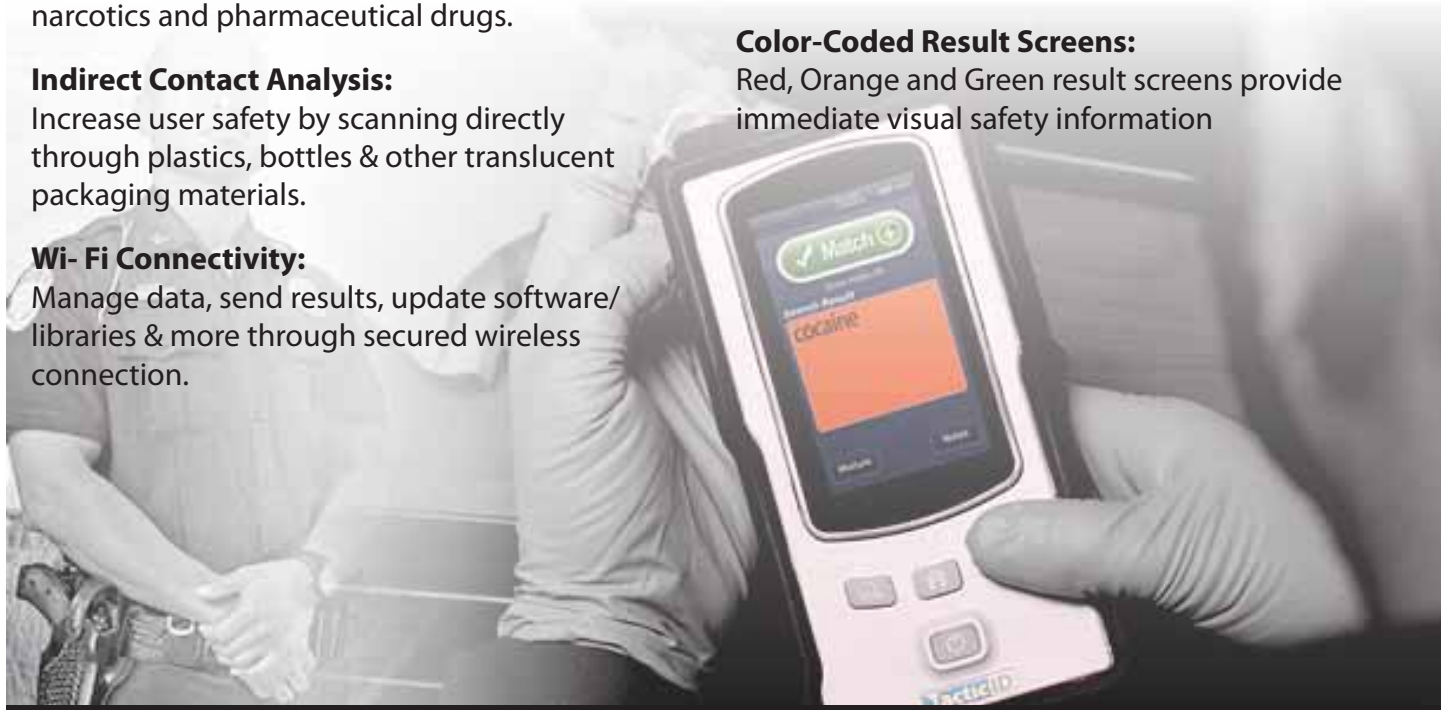 narcotics and pharmaceutical drugs.
Indirect Contact Analysis:
Increase user safety by scanning directly
through plastics, bottles & other translucent
packaging materials.
Wi- Fi Connectivity:
Manage data, send results, update software/
libraries & more through secured wireless
connection.
Color-Coded Result Screens:
Red, Orange and Green result screens provide
immediate visual safety information
Match +
Search Result
cocaine
TacticID